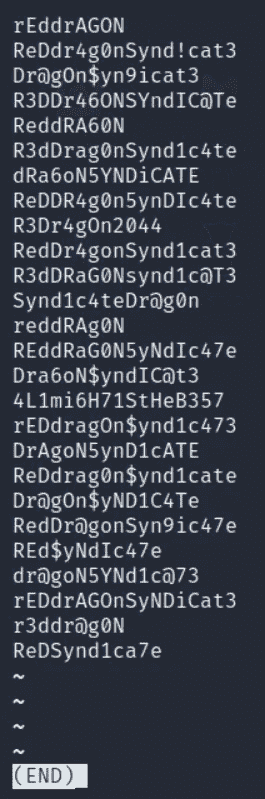 rEddrAGON
ReDdr4g0nSynd!cat3
Dr@gOn$yn9icat3
R3DDr46ONSYndIC@Te
ReddRA60N
R3dDrag0nSynd1c4te
dRa6oN5YNDiCATE
ReDDR4g0n5ynDIc4te
R3Dr4gOn2044
RedDr4gonSynd1cat3
R3dDRaG0Nsynd1c@T3
Synd1c4teDr@g0n
reddRAg0N
REddRaG0N5yNdIc47e
Dra6oN$yndIC@t3
4L1mi6H71StHeB357
rEDdragOn$ynd1c473
DrAgoN5ynD1cATE
ReDdrag0n$ynd1cate
Dr@gOn$yND1C4Te
RedDr@gonSyn9ic47e
REd$yNdIc47e
dr@goN5YNd1c@73
rEDdrAGOnSyNDiCat3
r3ddr@g0N
ReDSynd1ca7e
~
~
~
~
(END)